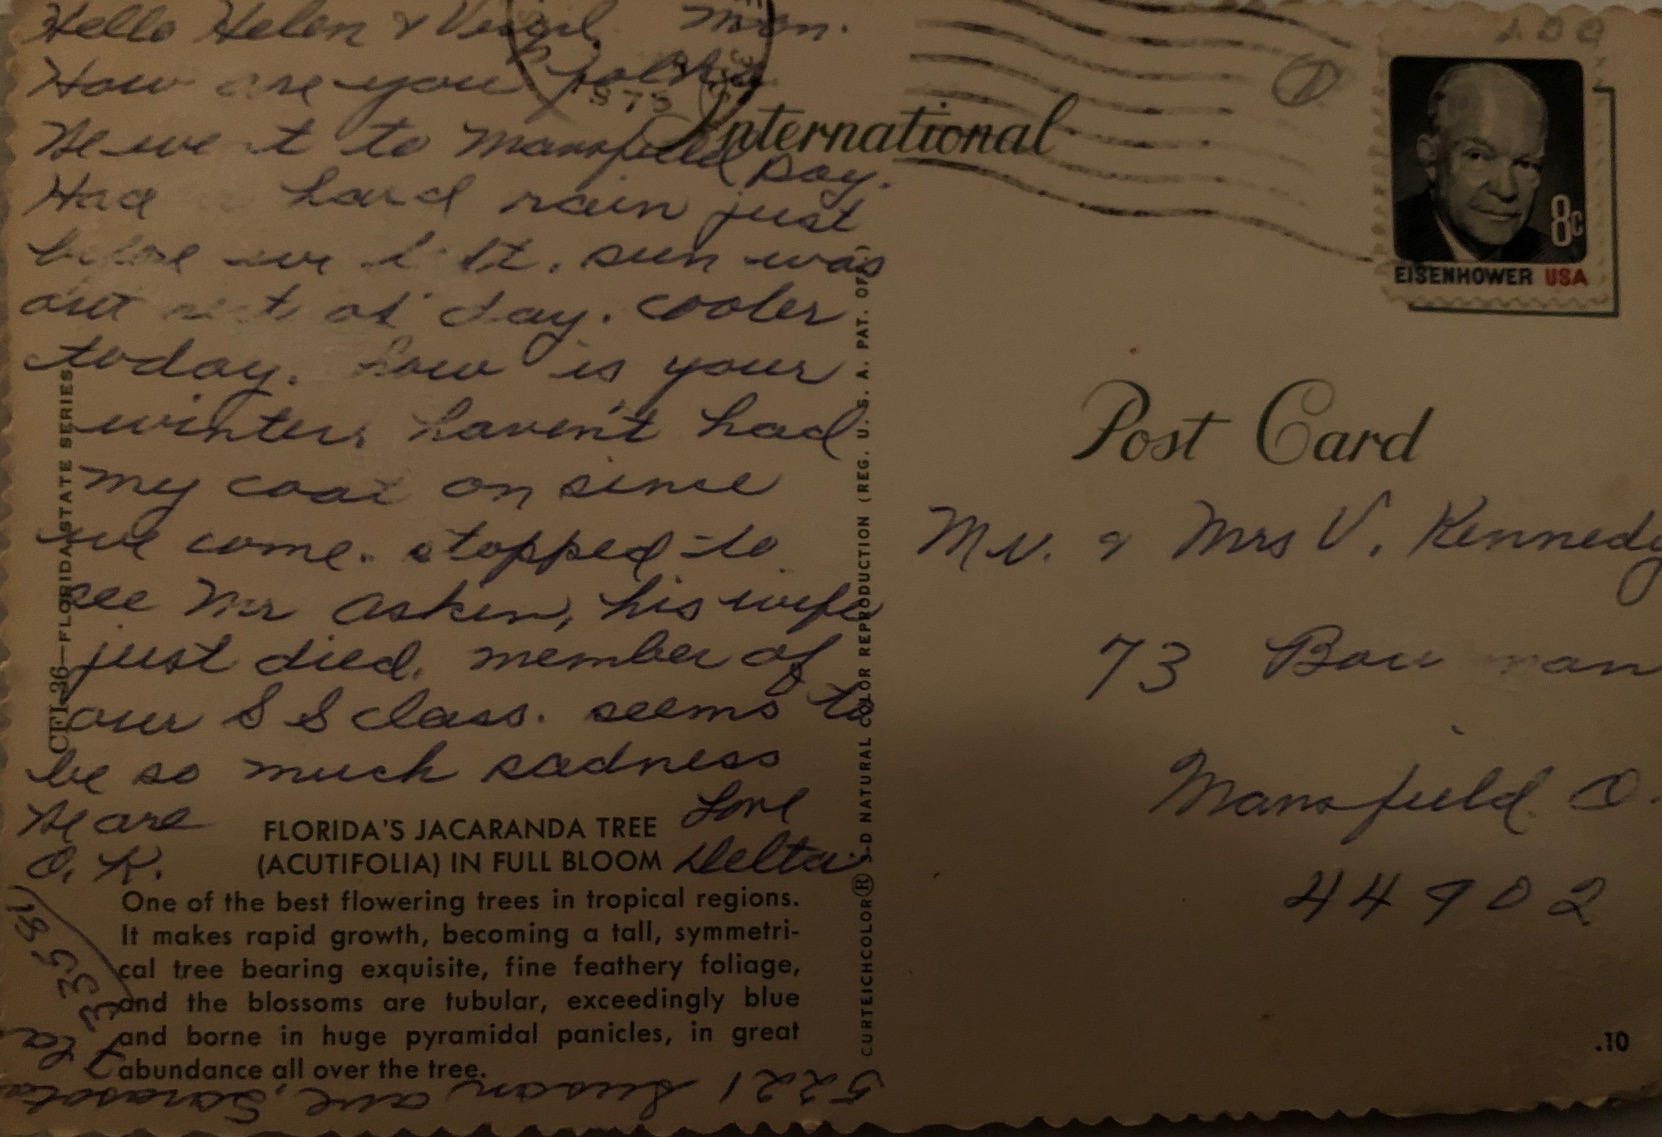 Hello Helen & Virgil, Mon.
How are you folks
We went to Mansfield Day.
Had hard rain just
before we left. sun was
out rest of day. cooler
today. how is your
winter, haven't had
my coat on since
we come. stopped to
see Mr Askin, his wife
just died, member of
our S S class. seems to
be so much sadness
We are
O.K.
Love
Delta
5221 Susan ave, Sarasota
Fla
33581
FLORIDA'S JACARANDA TREE
(ACUTIFOLIA) IN FULL BLOOM
One of the best flowering trees in tropical regions.
It makes rapid growth, becoming a tall, symmetri-
cal tree bearing exquisite, fine feathery foliage,
and the blossoms are tubular, exceedingly blue
and borne in huge pyramidal panicles, in great
abundance all over the tree.
CFI-36—FLORIDA STATE SERIES
CURTEICHCOLOR® 3-D NATURAL COLOR REPRODUCTION (REG. U. S. A. PAT. OFF.)
International
Post Card
8c
EISENHOWER USA
Mr. & Mrs V. Kennedy
73 Bowman
Mansfield. O.
44902
.10